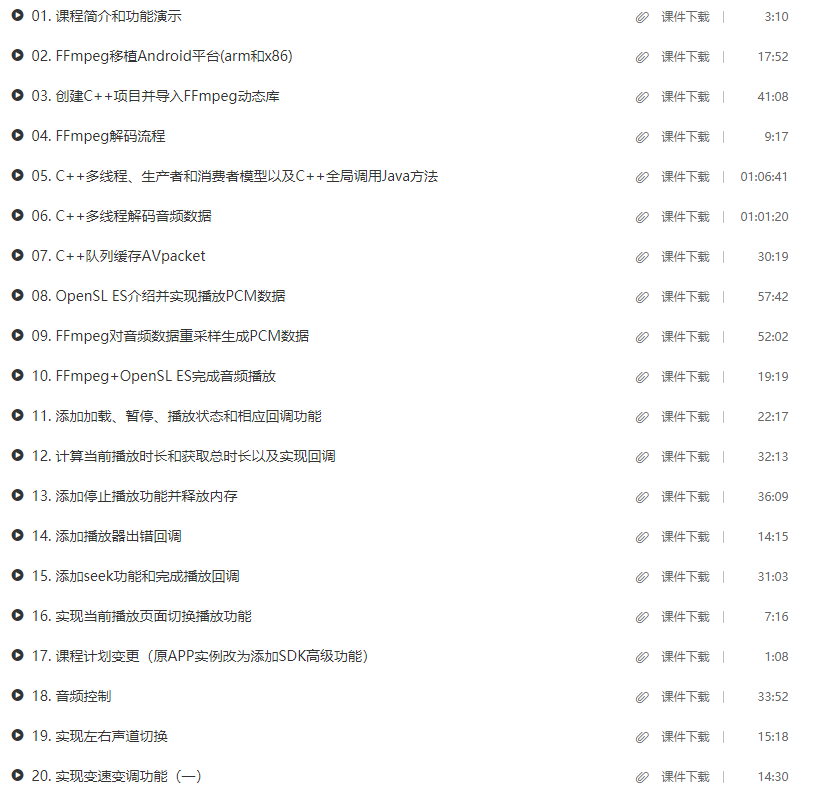 01. 课程简介和功能演示 课件下载 | 3:10
02. FFmpeg移植Android平台(arm和x86) 课件下载 | 17:52
03. 创建C++项目并导入FFmpeg动态库 课件下载 | 41:08
04. FFmpeg解码流程 课件下载 | 9:17
05. C++多线程、生产者和消费者模型以及C++全局调用Java方法 课件下载 | 01:06:41
06. C++多线程解码音频数据 课件下载 | 01:01:20
07. C++队列缓存AVpacket 课件下载 | 30:19
08. OpenSL ES介绍并实现播放PCM数据 课件下载 | 57:42
09. FFmpeg对音频数据重采样生成PCM数据 课件下载 | 52:02
10. FFmpeg+OpenSL ES完成音频播放 课件下载 | 19:19
11. 添加加载、暂停、播放状态和相应回调功能 课件下载 | 22:17
12. 计算当前播放时长和获取总时长以及实现回调 课件下载 | 32:13
13. 添加停止播放功能并释放内存 课件下载 | 36:09
14. 添加播放器出错回调 课件下载 | 14:15
15. 添加seek功能和完成播放回调 课件下载 | 31:03
16. 实现当前播放页面切换播放功能 课件下载 | 7:16
17. 课程计划变更（原APP实例改为添加SDK高级功能） 课件下载 | 1:08
18. 音频控制 课件下载 | 33:52
19. 实现左右声道切换 课件下载 | 15:18
20. 实现变速变调功能（一） 课件下载 | 14:30